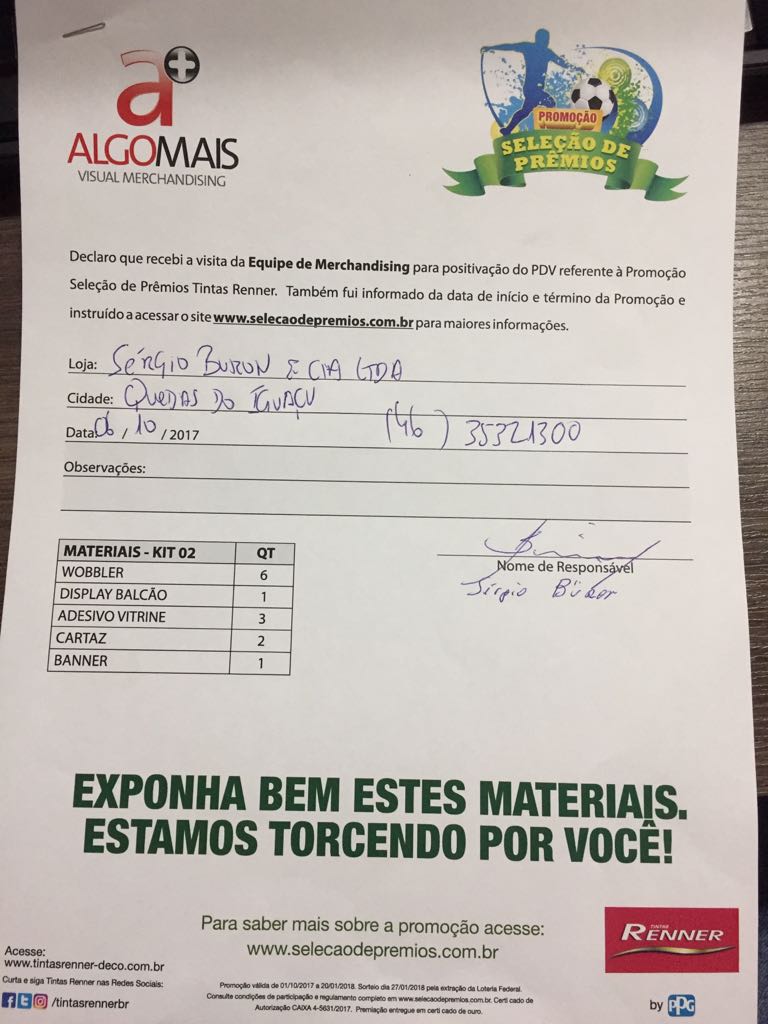 a+
ALGOMAIS
VISUAL MERCHANDISING
PROMOÇÃO
SELEÇÃO DE
PRÊMIOS
Declaro que recebi a visita da Equipe de Merchandising para positivação do PDV referente à Promoção
Seleção de Prêmios Tintas Renner. Também fui informado da data de início e término da Promoção e
instruído a acessar o site www.selecaodepremios.com.br para maiores informações.
Loja: SÉRGIO BURON E CIA LTDA
Cidade: QUEDAS DO IGUAÇU
Data: 06 / 10 / 2017 (46) 35321300
Observações:
MATERIAIS - KIT 02 QT
WOBBLER 6
DISPLAY BALCÃO 1
ADESIVO VITRINE 3
CARTAZ 2
BANNER 1
Nome de Responsável
Sérgio
EXPONHA BEM ESTES MATERIAIS.
ESTAMOS TORCENDO POR VOCÊ!
Para saber mais sobre a promoção acesse:
www.selecaodepremios.com.br
TINTAS
RENNER
by PPG
Acesse:
www.tintasrenner-deco.com.br
Curta e siga Tintas Renner nas Redes Sociais:
/tintasrennerbr
Promoção válida de 01/10/2017 a 20/01/2018. Sorteio dia 27/01/2018 pela extração da Loteria Federal.
Consulte condições de participação e regulamento completo em www.selecaodepremios.com.br. Certi cado de
Autorização CAIXA 4-5631/2017. Premiação entregue em certi cado de ouro.